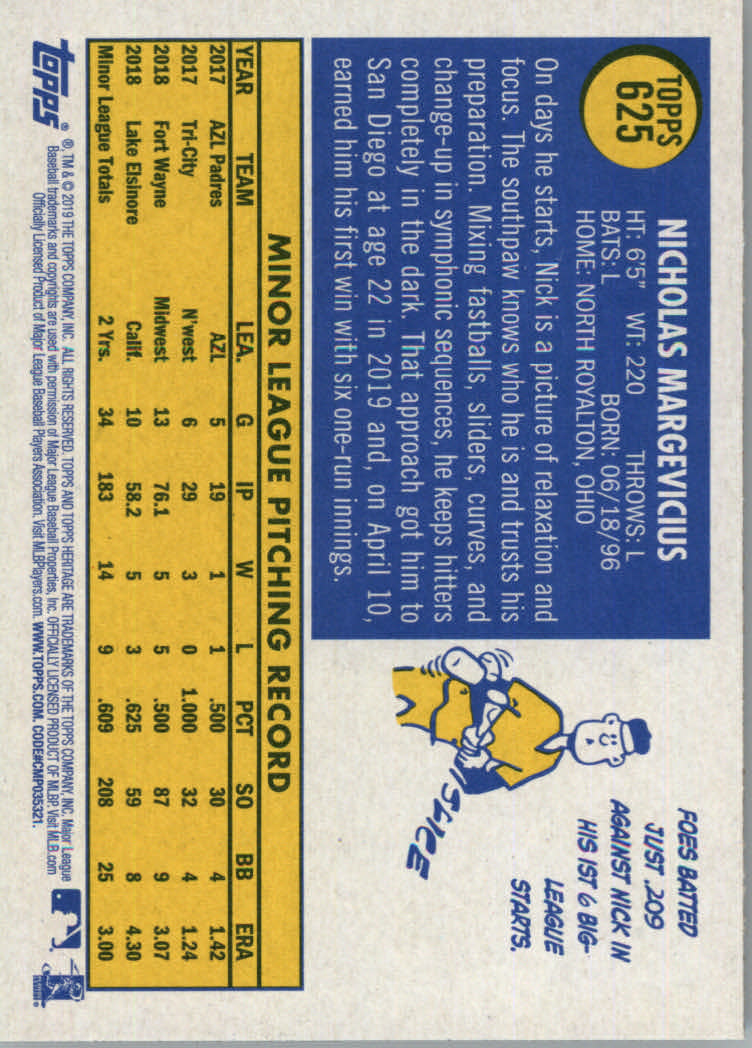 TOPPS
625
NICHOLAS MARGEVICIUS
HT: 6'5" WT: 220 THROWS: L
BATS: L BORN: 06/18/96
HOME: NORTH ROYALTON, OHIO
On days he starts, Nick is a picture of relaxation and
focus. The southpaw knows who he is and trusts his
preparation. Mixing fastballs, sliders, curves, and
change-up in symphonic sequences, he keeps hitters
completely in the dark. That approach got him to
San Diego at age 22 in 2019 and, on April 10,
earned him his first win with six one-run innings.
FOES BATTED
JUST .209
AGAINST NICK IN
HIS 1ST 6 BIG-
LEAGUE
STARTS.
SLICE
MINOR LEAGUE PITCHING RECORD
YEAR TEAM LEA. G IP W L PCT SO BB ERA
2017 AZL Padres AZL 5 19 1 1 .500 30 4 1.42
2017 Tri-City N'west 6 29 3 0 1.000 32 4 1.24
2018 Fort Wayne Midwest 13 76.1 5 5 .500 87 9 3.07
2018 Lake Elsinore Calif. 10 58.2 5 3 .625 59 8 4.30
Minor League Totals 2 Yrs. 34 183 14 9 .609 208 25 3.00
topps®
®, TM & © 2019 THE TOPPS COMPANY, INC. ALL RIGHTS RESERVED. TOPPS AND TOPPS HERITAGE ARE TRADEMARKS OF THE TOPPS COMPANY, INC. Major League
Baseball trademarks and copyrights are used with permission of Major League Baseball Properties, Inc. OFFICIALLY LICENSED PRODUCT OF MLBP. Visit MLB.com
Officially Licensed Product of Major League Baseball Players Association. Visit MLBPlayers.com. WWW.TOPPS.COM. CODE#CMP035321.